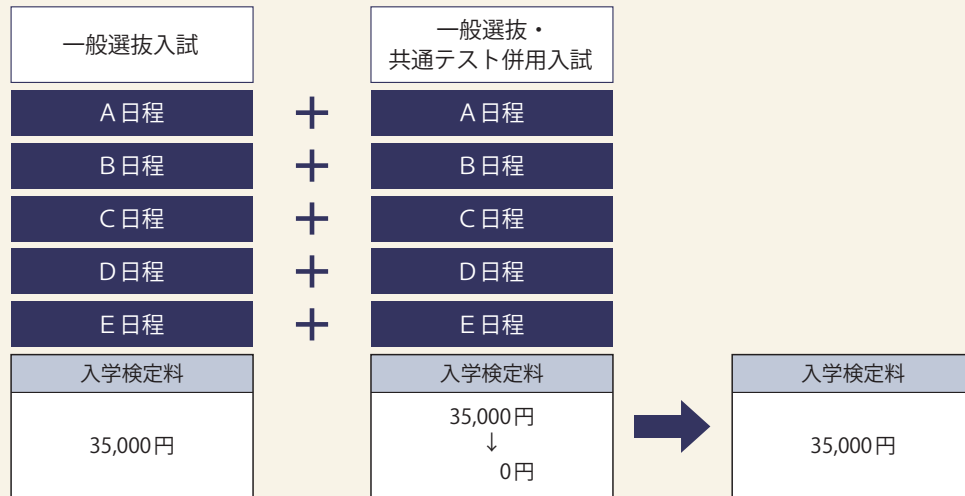 一般選抜入試
一般選抜・
共通テスト併用入試
A日程 + A日程
B日程 + B日程
C日程 + C日程
D日程 + D日程
E日程 + E日程
入学検定料
35,000円
入学検定料
35,000円
↓
0円
入学検定料
35,000円